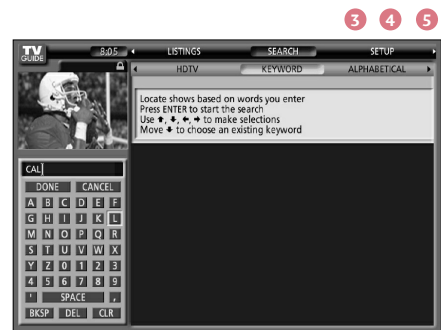 3 4 5
TV GUIDE 8:05 LISTINGS SEARCH SETUP
HDTV KEYWORD ALPHABETICAL
Locate shows based on words you enter
Press ENTER to start the search
Use ↑, ↓, ←, → to make selections
Move ↓ to choose an existing keyword
CAL
DONE CANCEL
A B C D E F
G H I J K L
M N O P Q R
S T U V W X
Y Z 0 1 2 3
4 5 6 7 8 9
' SPACE ,
BKSP DEL CLR